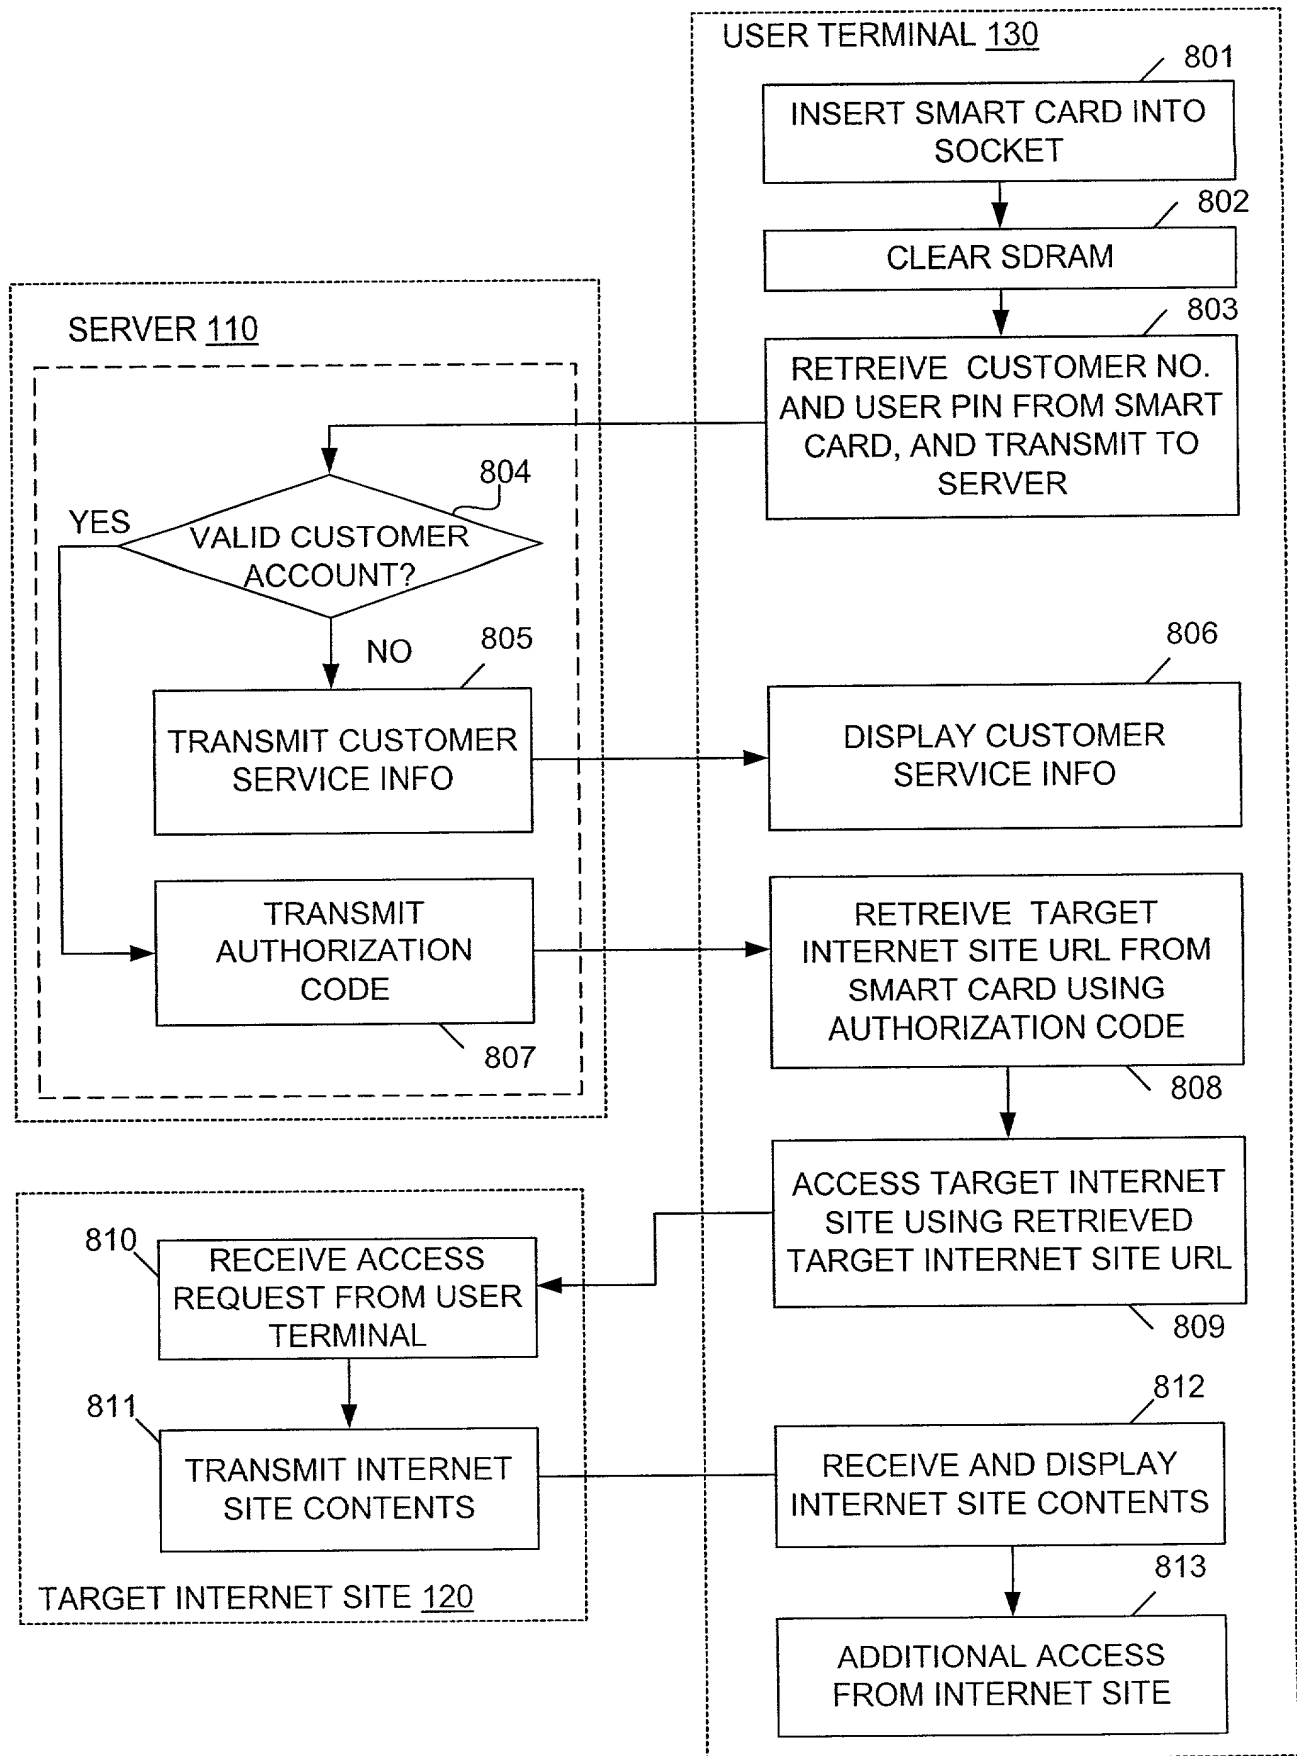 USER TERMINAL 130
801
INSERT SMART CARD INTO
SOCKET
802
CLEAR SDRAM
803
RETREIVE CUSTOMER NO.
AND USER PIN FROM SMART
CARD, AND TRANSMIT TO
SERVER
SERVER 110
804
YES
VALID CUSTOMER
ACCOUNT?
NO
805
TRANSMIT CUSTOMER
SERVICE INFO
806
DISPLAY CUSTOMER
SERVICE INFO
TRANSMIT
AUTHORIZATION
CODE
807
RETREIVE TARGET
INTERNET SITE URL FROM
SMART CARD USING
AUTHORIZATION CODE
808
ACCESS TARGET INTERNET
SITE USING RETRIEVED
TARGET INTERNET SITE URL
809
810
RECEIVE ACCESS
REQUEST FROM USER
TERMINAL
811
TRANSMIT INTERNET
SITE CONTENTS
TARGET INTERNET SITE 120
812
RECEIVE AND DISPLAY
INTERNET SITE CONTENTS
813
ADDITIONAL ACCESS
FROM INTERNET SITE